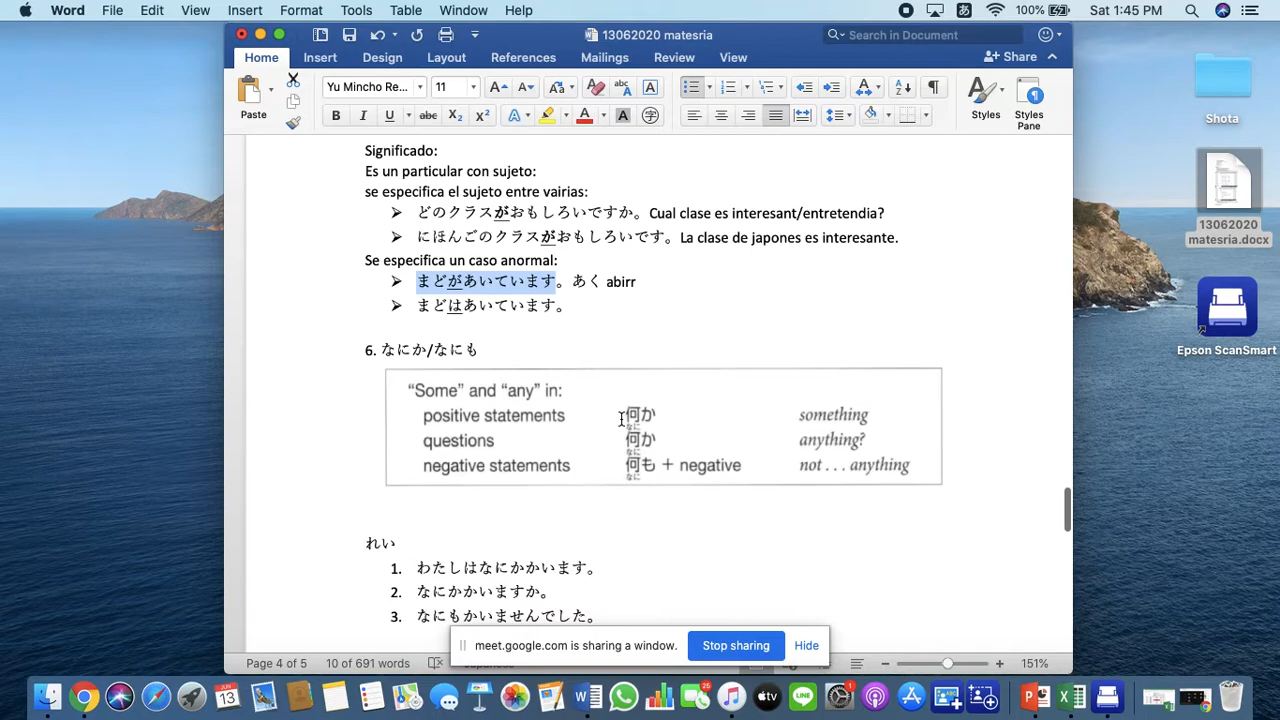 Word File Edit View Insert Format Tools Table Window Help 100% Sat 1:45 PM
13062020 matesria
Search in Document
Home Insert Design Layout References Mailings Review View Share
Paste
Yu Mincho Re... 11
Styles
Styles Pane
Significado:
Es un particular con sujeto:
se especifica el sujeto entre vairias:
➢ どのクラスがおもしろいですか。Cual clase es interesant/entretendia?
➢ にほんごのクラスがおもしろいです。La clase de japones es interesante.
Se especifica un caso anormal:
➢ まどがあいています。あく abirr
➢ まどはあいています。
6. なにか/なにも
“Some” and “any” in:
positive statements 何か something
なに
questions 何か anything?
なに
negative statements 何も + negative not . . . anything
なに
れい
1. わたしはなにかかいます。
2. なにかかいますか。
3. なにもかいませんでした。
meet.google.com is sharing a window. Stop sharing Hide
Page 4 of 5 10 of 691 words 151%
Shota
13062020
matesria.docx
Epson ScanSmart